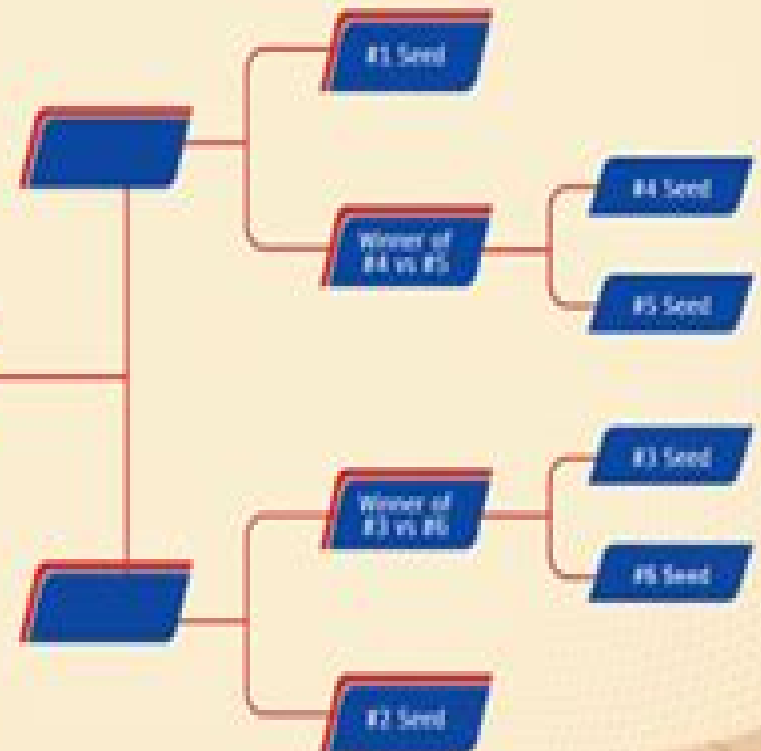 #1 Seed
#4 Seed
Winner of
#4 vs #5
#5 Seed
#3 Seed
Winner of
#3 vs #6
#6 Seed
#2 Seed